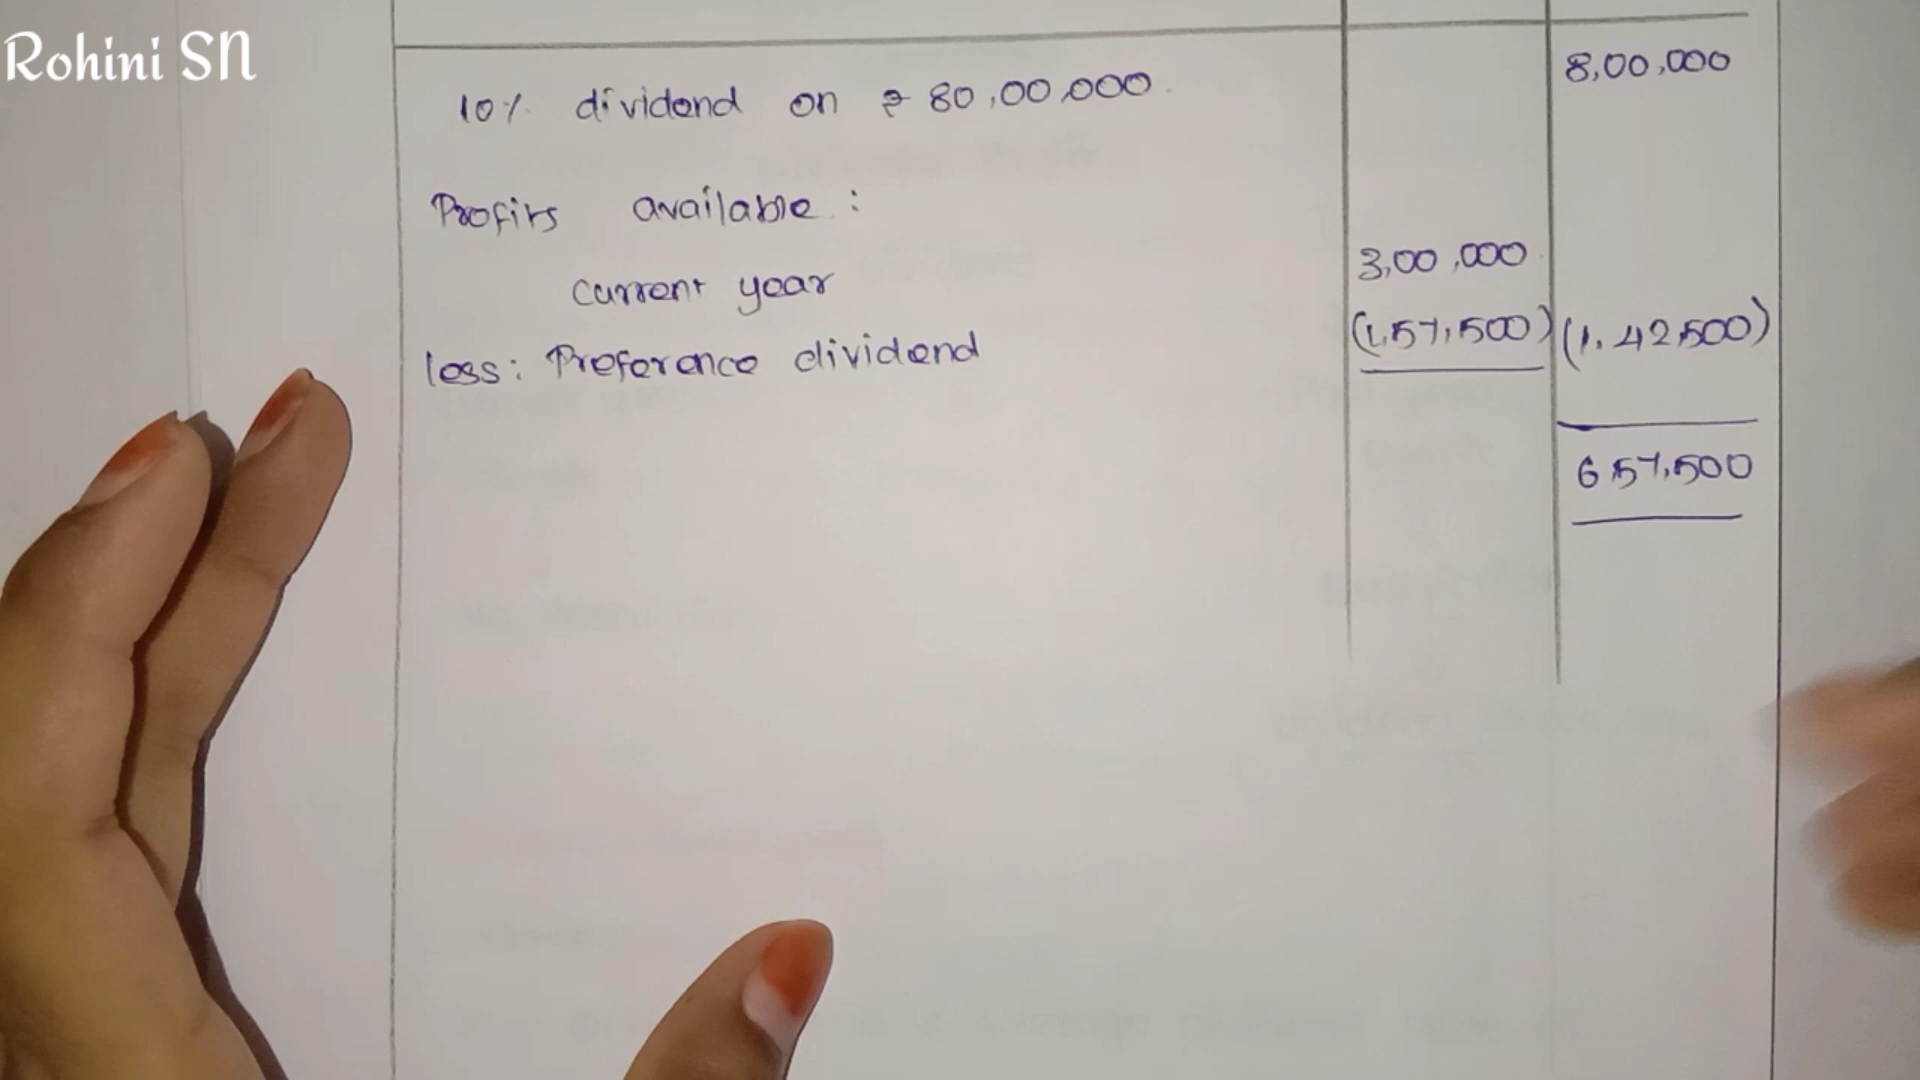 Rohini SN
10% dividend on ₹ 80,00,000. 8,00,000
Profits available :
current year 3,00,000
less: Preference dividend (1,57,500) (1,42,500)
6,57,500